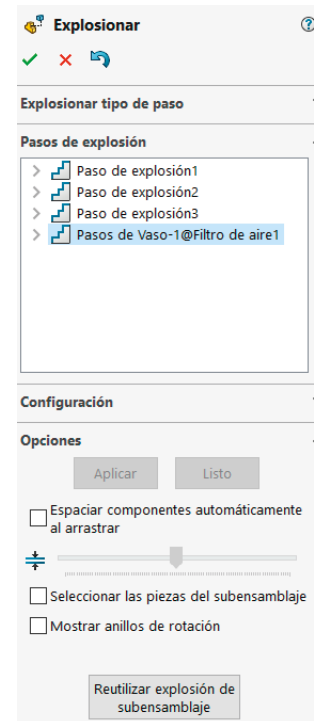 Explosionar
Explosionar tipo de paso
Pasos de explosión
Paso de explosión1
Paso de explosión2
Paso de explosión3
Pasos de Vaso-1@Filtro de aire1
Configuración
Opciones
Aplicar Listo
Espaciar componentes automáticamente
al arrastrar
Seleccionar las piezas del subensamblaje
Mostrar anillos de rotación
Reutilizar explosión de
subensamblaje